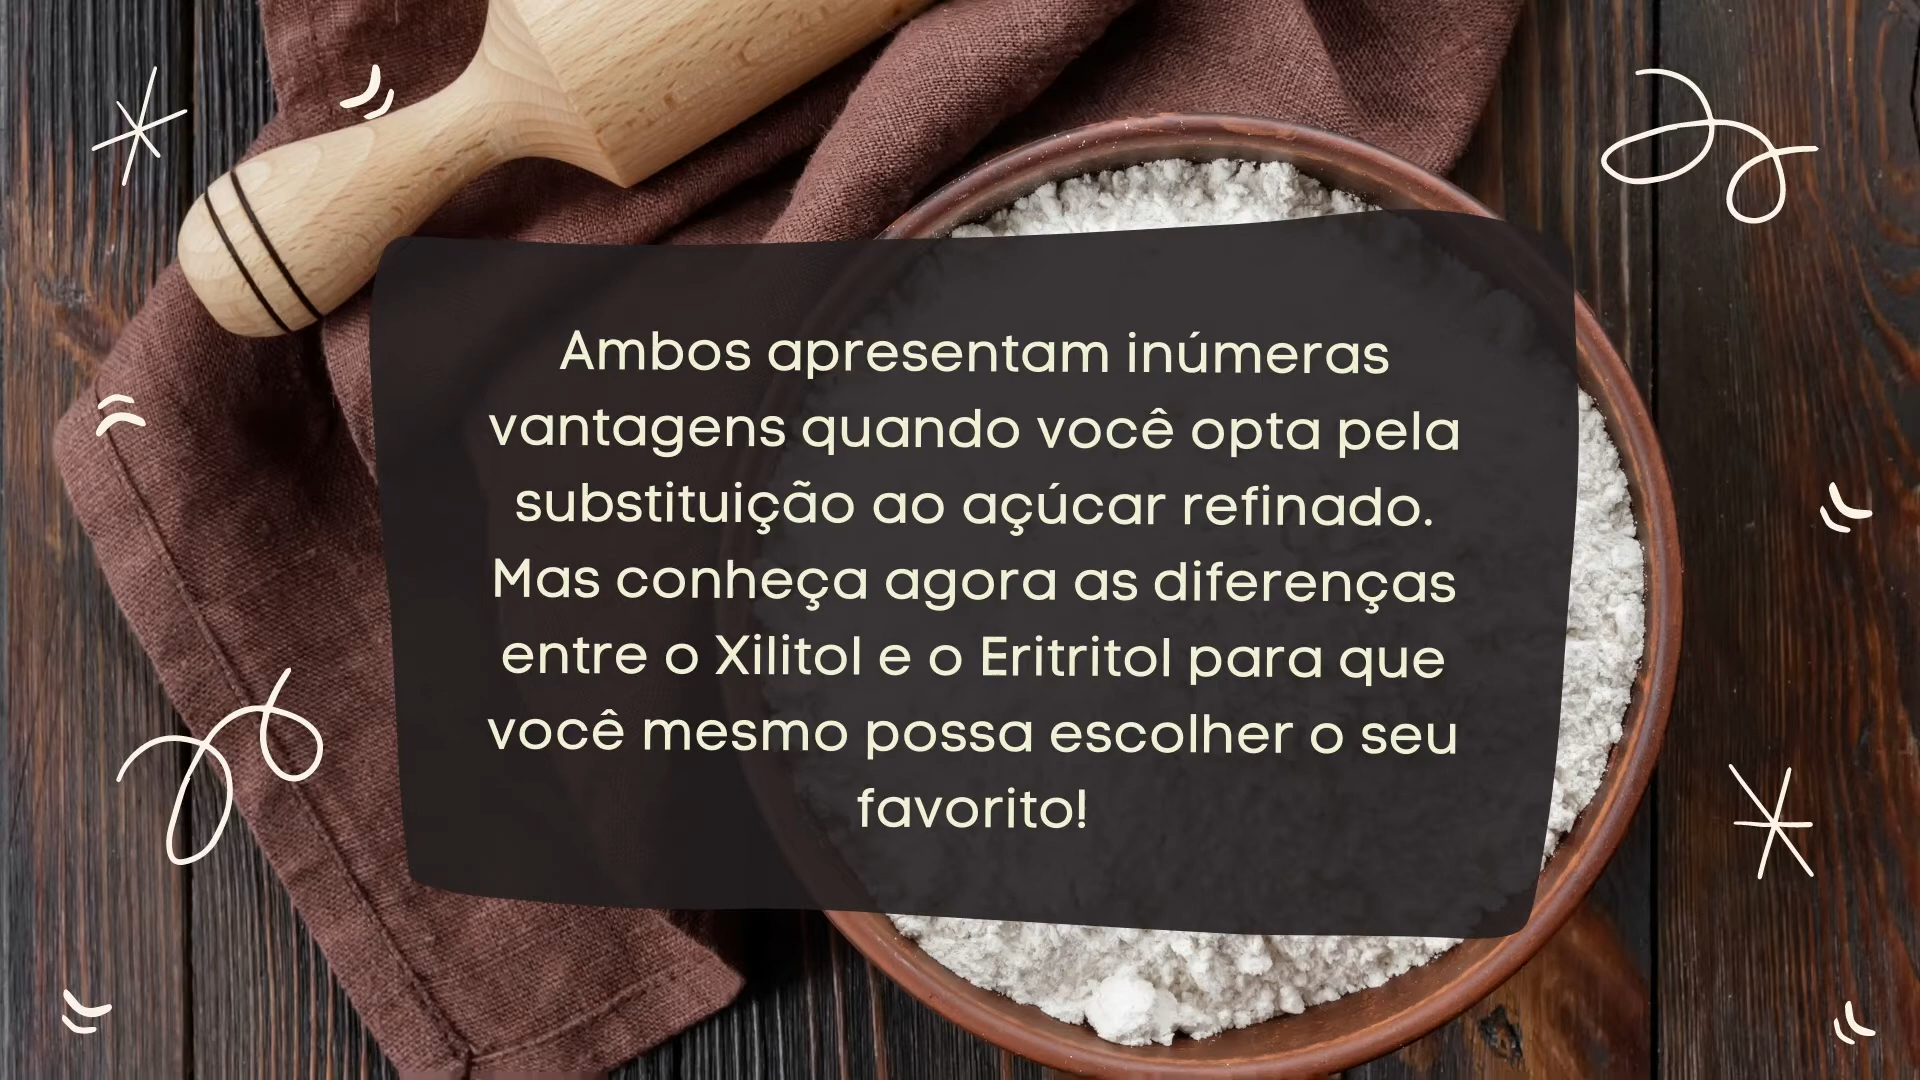 Ambos apresentam inúmeras
vantagens quando você opta pela
substituição ao açúcar refinado.
Mas conheça agora as diferenças
entre o Xilitol e o Eritritol para que
você mesmo possa escolher o seu
favorito!